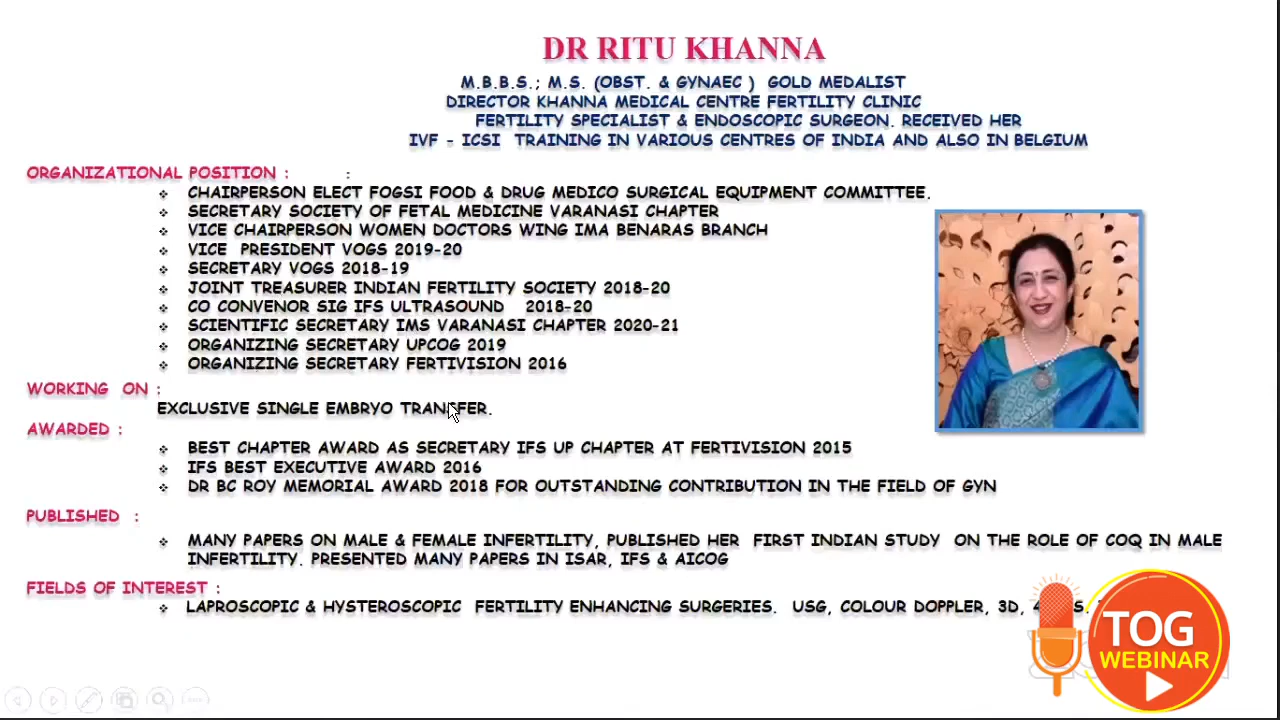 DR RITU KHANNA
M.B.B.S.; M.S. (OBST. & GYNAEC ) GOLD MEDALIST
DIRECTOR KHANNA MEDICAL CENTRE FERTILITY CLINIC
FERTILITY SPECIALIST & ENDOSCOPIC SURGEON. RECEIVED HER
IVF - ICSI TRAINING IN VARIOUS CENTRES OF INDIA AND ALSO IN BELGIUM
ORGANIZATIONAL POSITION : :
CHAIRPERSON ELECT FOGSI FOOD & DRUG MEDICO SURGICAL EQUIPMENT COMMITTEE.
SECRETARY SOCIETY OF FETAL MEDICINE VARANASI CHAPTER
VICE CHAIRPERSON WOMEN DOCTORS WING IMA BENARAS BRANCH
VICE PRESIDENT VOGS 2019-20
SECRETARY VOGS 2018-19
JOINT TREASURER INDIAN FERTILITY SOCIETY 2018-20
CO CONVENOR SIG IFS ULTRASOUND 2018-20
SCIENTIFIC SECRETARY IMS VARANASI CHAPTER 2020-21
ORGANIZING SECRETARY UPCOG 2019
ORGANIZING SECRETARY FERTIVISION 2016
WORKING ON :
EXCLUSIVE SINGLE EMBRYO TRANSFER.
AWARDED :
BEST CHAPTER AWARD AS SECRETARY IFS UP CHAPTER AT FERTIVISION 2015
IFS BEST EXECUTIVE AWARD 2016
DR BC ROY MEMORIAL AWARD 2018 FOR OUTSTANDING CONTRIBUTION IN THE FIELD OF GYN
PUBLISHED :
MANY PAPERS ON MALE & FEMALE INFERTILITY, PUBLISHED HER FIRST INDIAN STUDY ON THE ROLE OF COQ IN MALE
INFERTILITY. PRESENTED MANY PAPERS IN ISAR, IFS & AICOG
FIELDS OF INTEREST :
LAPROSCOPIC & HYSTEROSCOPIC FERTILITY ENHANCING SURGERIES. USG, COLOUR DOPPLER, 3D,
TOG
WEBINAR